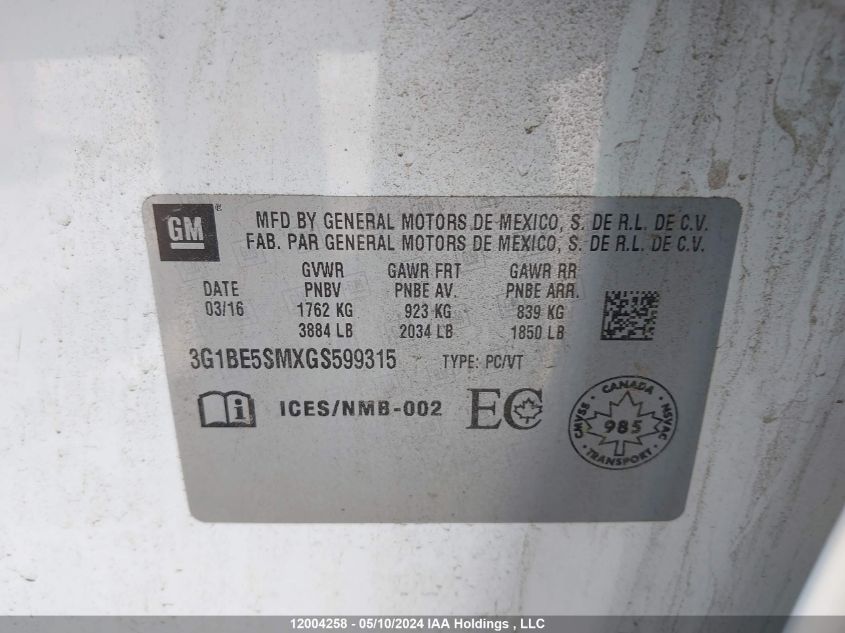 GM ®
MFD BY GENERAL MOTORS DE MEXICO, S. DE R.L. DE C.V.
FAB. PAR GENERAL MOTORS DE MEXICO, S. DE R.L. DE C.V.
GVWR GAWR FRT GAWR RR
DATE PNBV PNBE AV. PNBE ARR.
03/16 1762 KG 923 KG 839 KG
3884 LB 2034 LB 1850 LB
3G1BE5SMXGS599315 TYPE: PC/VT
i ICES/NMB-002 EC
CANADA
CMVSS 985 NSVAC
TRANSPORT
12004258 - 05/10/2024 IAA Holdings , LLC